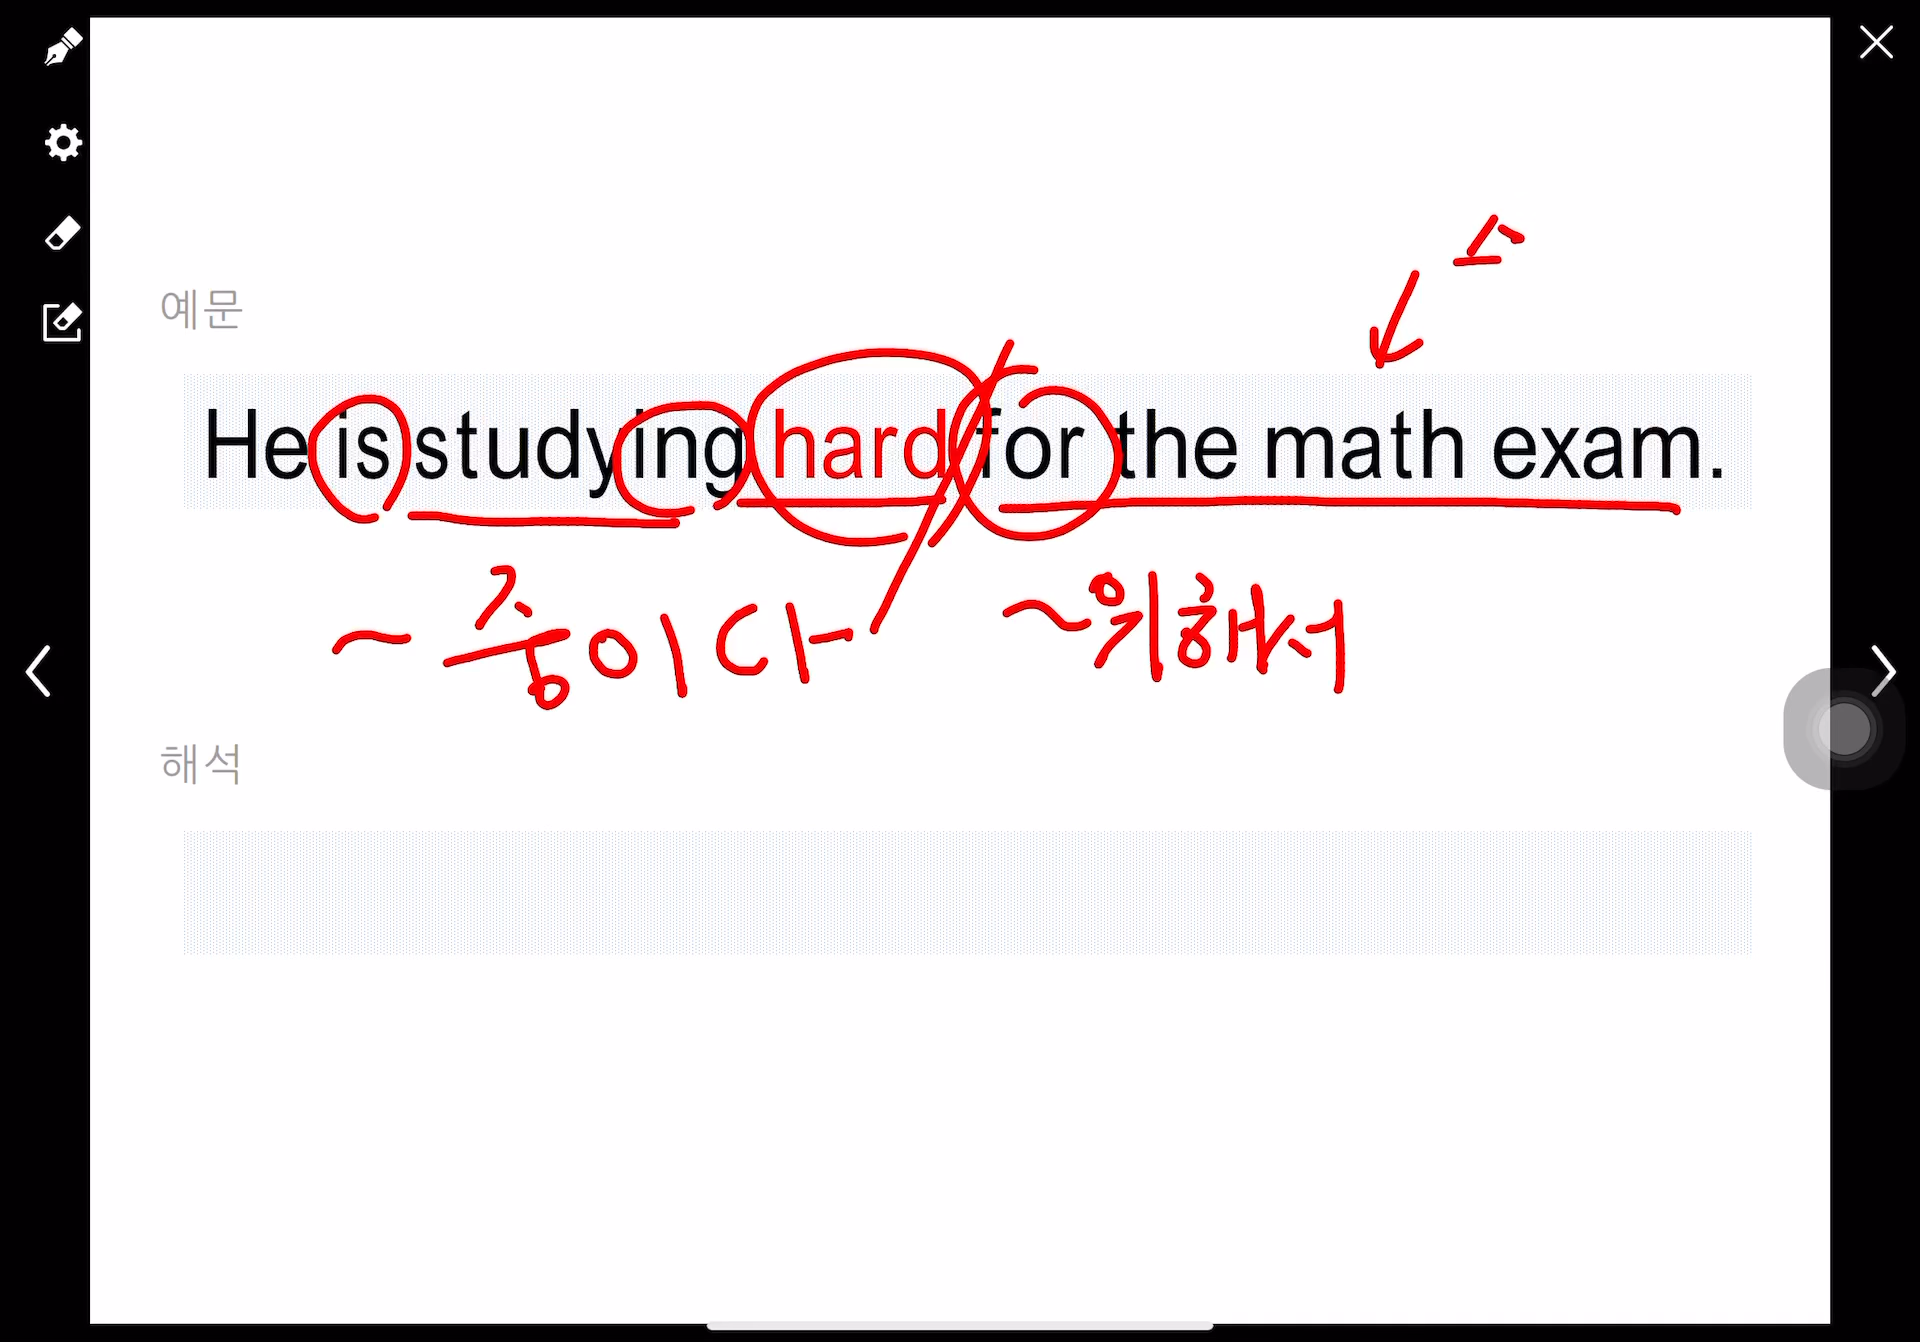 예문
He is studying hard for the math exam.
~중이다 ~위해서
해석